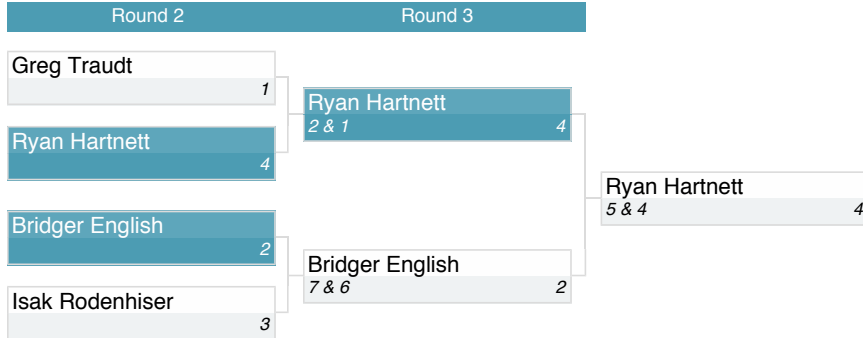 Round 2
Round 3
Greg Traudt
1
Ryan Hartnett
4
Bridger English
2
Isak Rodenhiser
3
Ryan Hartnett
2 & 1 4
Bridger English
7 & 6 2
Ryan Hartnett
5 & 4 4